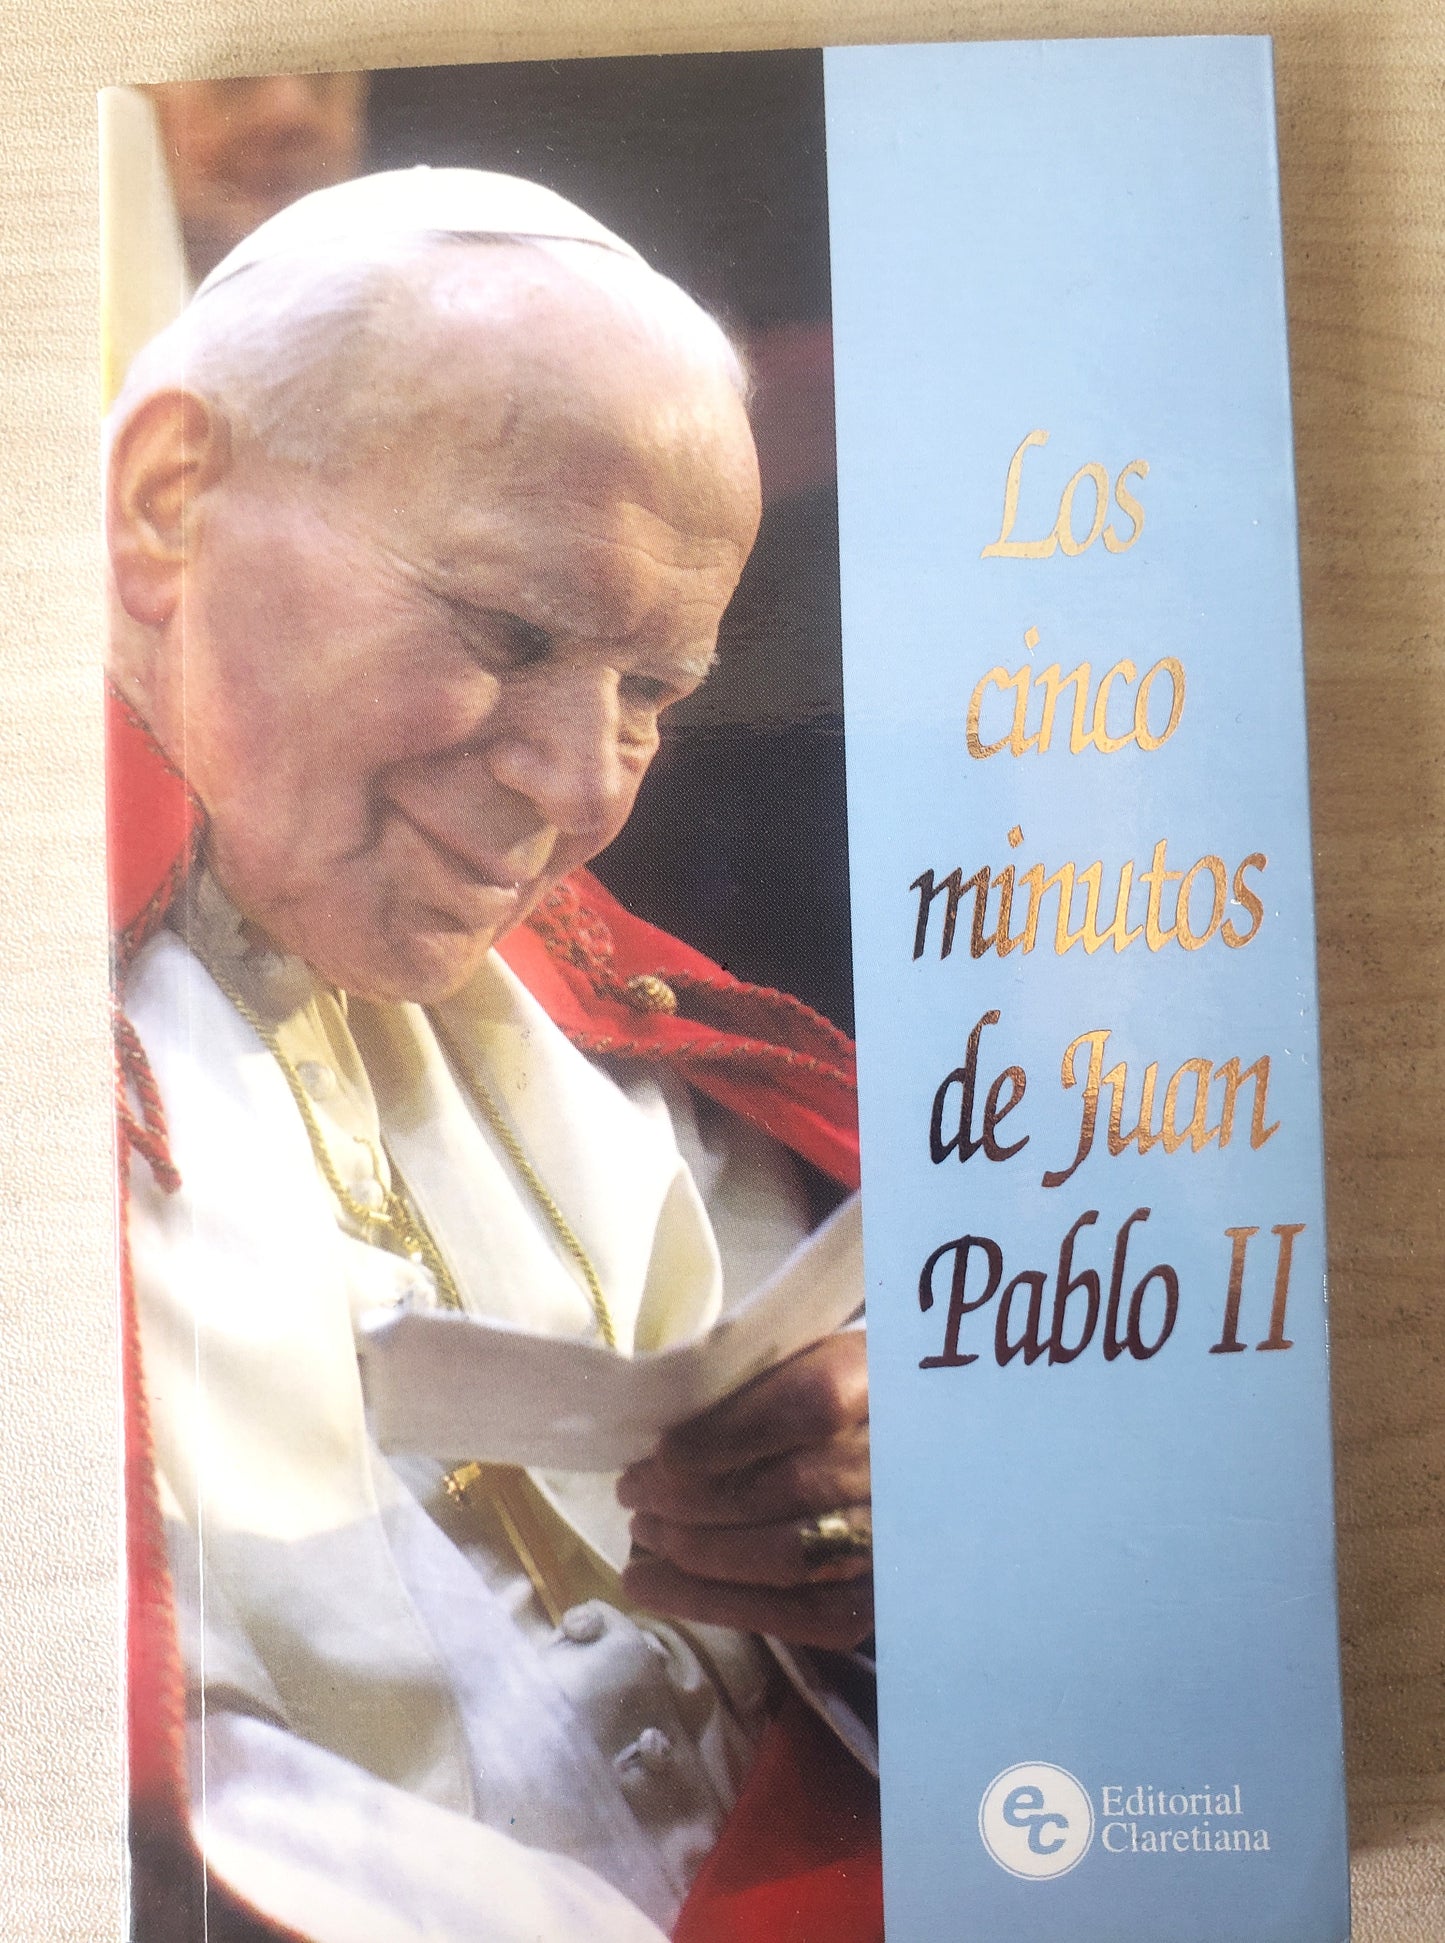 Los
cinco
minutos
de Juan
Pablo II
ec
Editorial
Claretiana